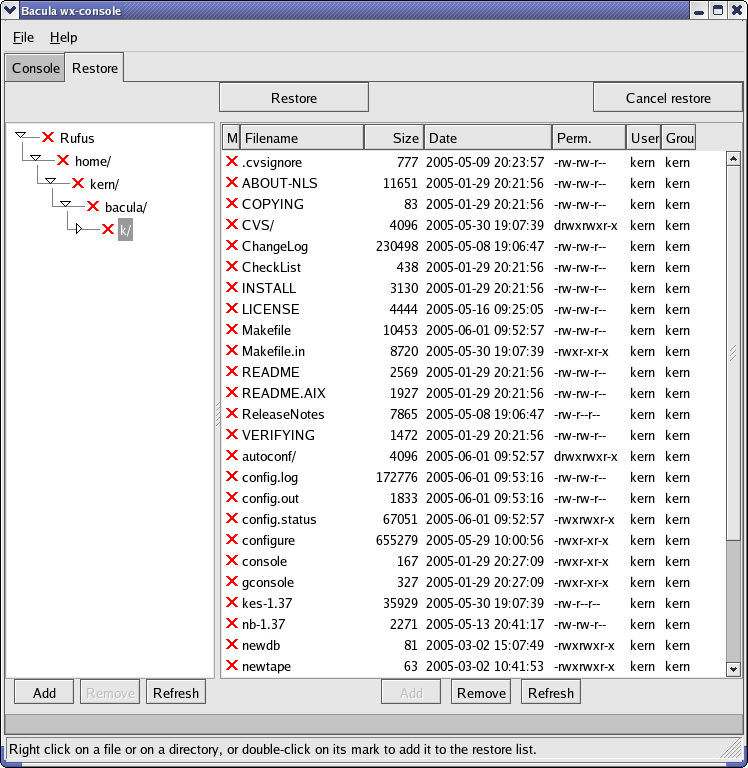 Bacula wx-console
File Help
Console Restore
Restore Cancel restore
Rufus
home/
kern/
bacula/
k/
M Filename Size Date Perm. User Grou
.cvsignore 777 2005-05-09 20:23:57 -rw-rw-r-- kern kern
ABOUT-NLS 11651 2005-01-29 20:21:56 -rw-rw-r-- kern kern
COPYING 83 2005-01-29 20:21:56 -rw-rw-r-- kern kern
CVS/ 4096 2005-05-30 19:07:39 drwxrwxr-x kern kern
ChangeLog 230498 2005-05-08 19:06:47 -rw-rw-r-- kern kern
CheckList 438 2005-01-29 20:21:56 -rw-rw-r-- kern kern
INSTALL 3130 2005-01-29 20:21:56 -rw-rw-r-- kern kern
LICENSE 4444 2005-05-16 09:25:05 -rw-rw-r-- kern kern
Makefile 10453 2005-06-01 09:52:57 -rw-rw-r-- kern kern
Makefile.in 8720 2005-05-30 19:07:39 -rwxr-xr-x kern kern
README 2569 2005-01-29 20:21:56 -rw-rw-r-- kern kern
README.AIX 1927 2005-01-29 20:21:56 -rw-rw-r-- kern kern
ReleaseNotes 7865 2005-05-08 19:06:47 -rw-r--r-- kern kern
VERIFYING 1472 2005-01-29 20:21:56 -rw-rw-r-- kern kern
autoconf/ 4096 2005-06-01 09:52:57 drwxrwxr-x kern kern
config.log 172776 2005-06-01 09:53:16 -rw-rw-r-- kern kern
config.out 1833 2005-06-01 09:53:16 -rw-rw-r-- kern kern
config.status 67051 2005-06-01 09:52:57 -rwxrwxr-x kern kern
configure 655279 2005-05-29 10:00:56 -rwxr-xr-x kern kern
console 167 2005-01-29 20:27:09 -rwxr-xr-x kern kern
gconsole 327 2005-01-29 20:27:09 -rwxr-xr-x kern kern
kes-1.37 35929 2005-05-30 19:07:39 -rw-r--r-- kern kern
nb-1.37 2271 2005-05-13 20:41:17 -rw-rw-r-- kern kern
newdb 81 2005-03-02 15:07:49 -rwxrwxr-x kern kern
newtape 63 2005-03-02 10:41:53 -rwxrwxr-x kern kern
Add Remove Refresh Add Remove Refresh
Right click on a file or on a directory, or double-click on its mark to add it to the restore list.